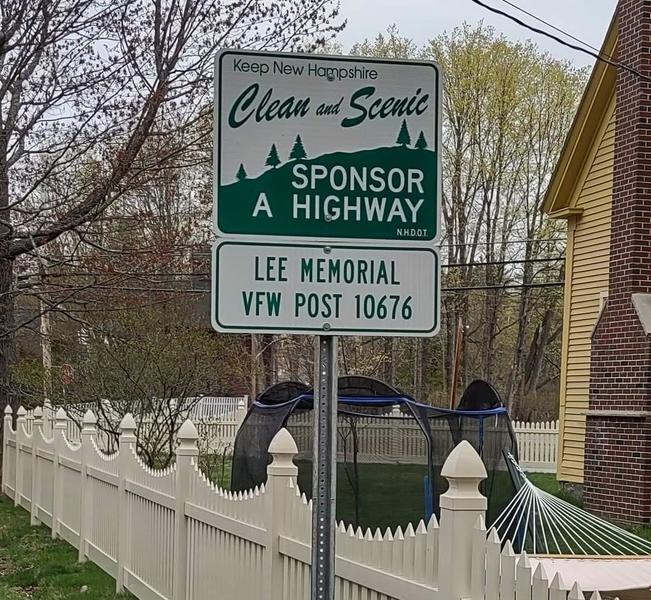 Keep New Hampshire
Clean and Scenic
SPONSOR
A HIGHWAY
N.H.D.O.T.
LEE MEMORIAL
VFW POST 10676